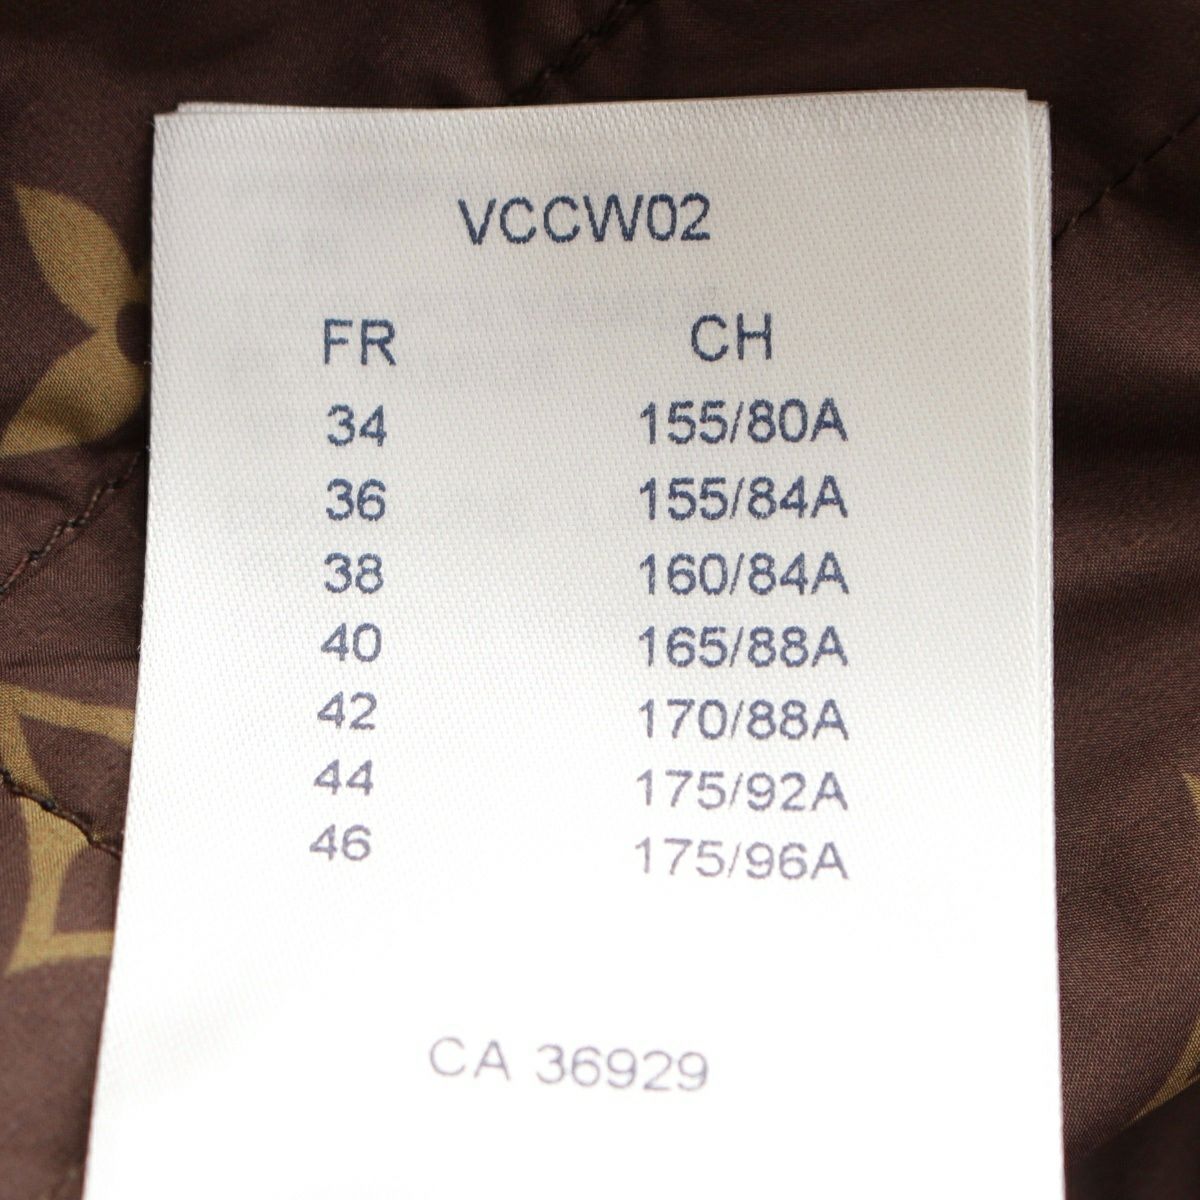 VCCW02
FR CH
34 155/80A
36 155/84A
38 160/84A
40 165/88A
42 170/88A
44 175/92A
46 175/96A
CA 36929